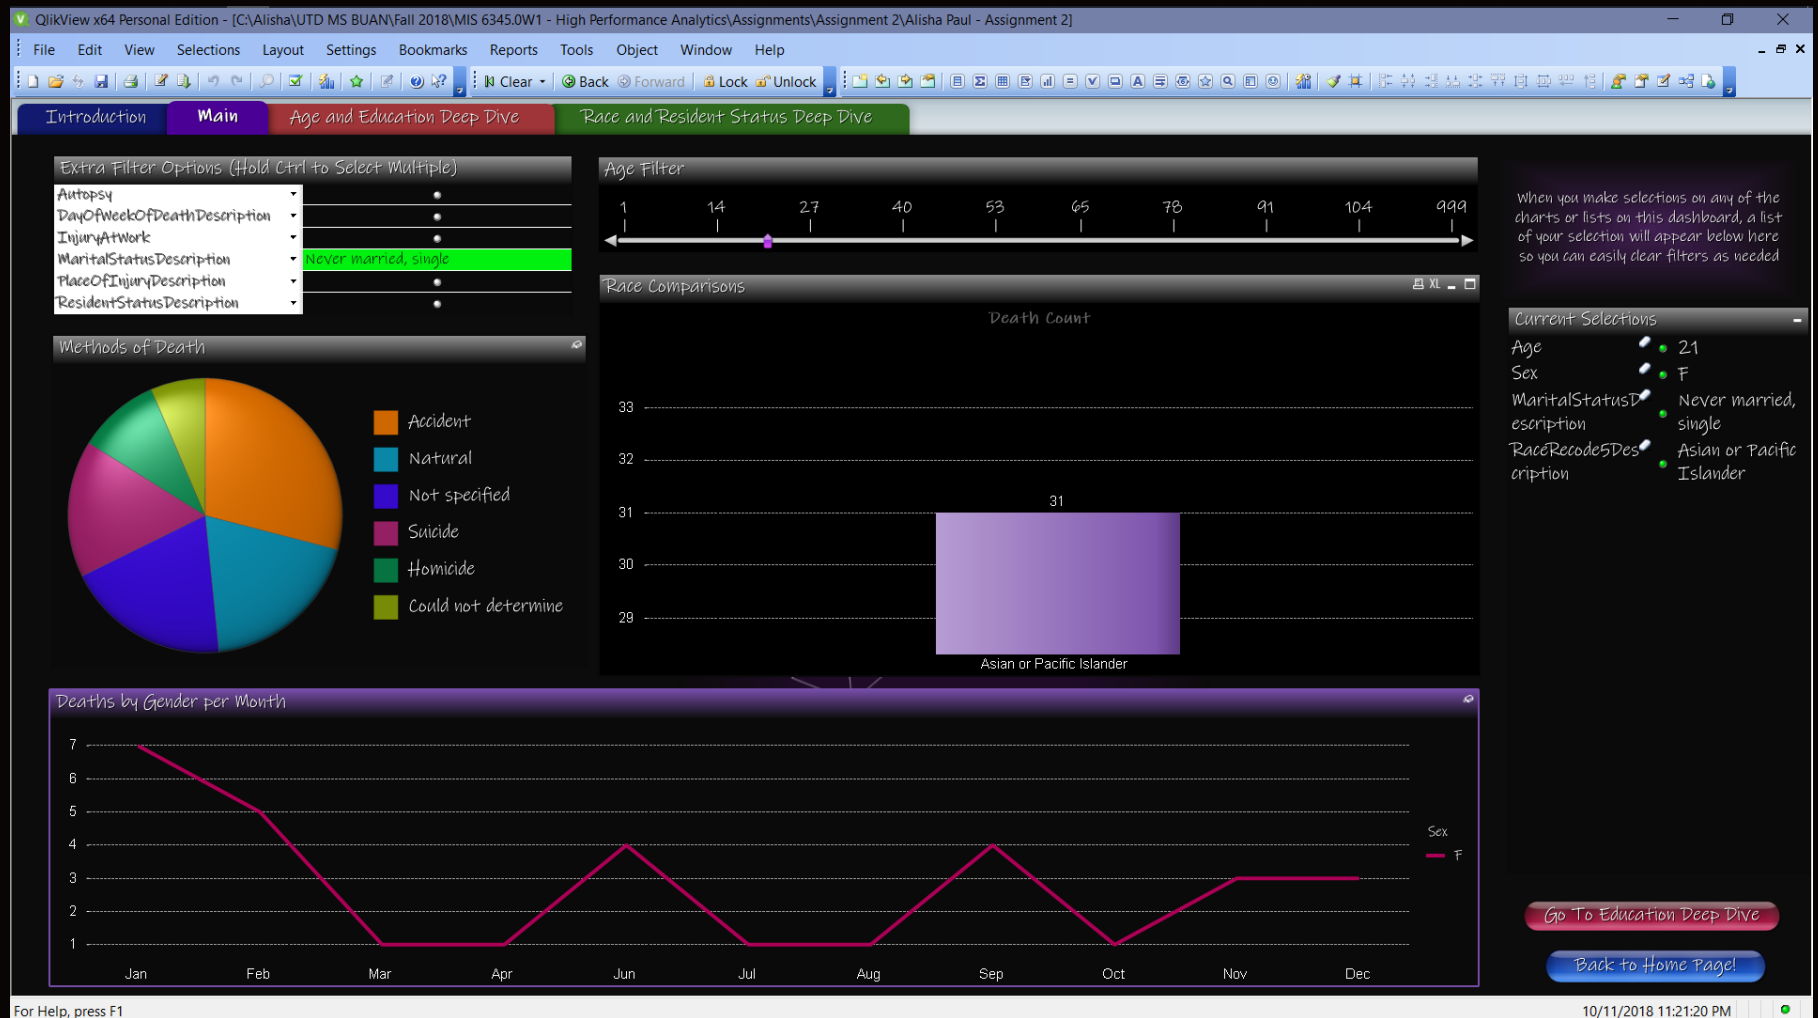 QlikView x64 Personal Edition - [C:\Alisha\UTD MS BUAN\Fall 2018\MIS 6345.0W1 - High Performance Analytics\Assignments\Assignment 2\Alisha Paul - Assignment 2]
File Edit View Selections Layout Settings Bookmarks Reports Tools Object Window Help
Clear Back Forward Lock Unlock
Introduction Main Age and Education Deep Dive Race and Resident Status Deep Dive
Extra Filter Options (Hold Ctrl to Select Multiple)
Autopsy
DayOfWeekOfDeathDescription
InjuryAtWork
MaritalStatusDescription Never married, single
PlaceOfInjuryDescription
ResidentStatusDescription
Age Filter
1 14 27 40 53 65 78 91 104 999
When you make selections on any of the
charts or lists on this dashboard, a list
of your selection will appear below here
so you can easily clear filters as needed
Methods of Death
Accident
Natural
Not specified
Suicide
Homicide
Could not determine
Race Comparisons XL
Death Count
33
32
31
30
29
31
Asian or Pacific Islander
Current Selections
Age 21
Sex F
MaritalStatusD Never married,
escription single
RaceRecode5Des Asian or Pacific
cription Islander
Deaths by Gender per Month
7
6
5
4
3
2
1
Jan Feb Mar Apr Jun Jul Aug Sep Oct Nov Dec
Sex
F
Go To Education Deep Dive
Back to Home Page!
For Help, press F1
10/11/2018 11:21:20 PM